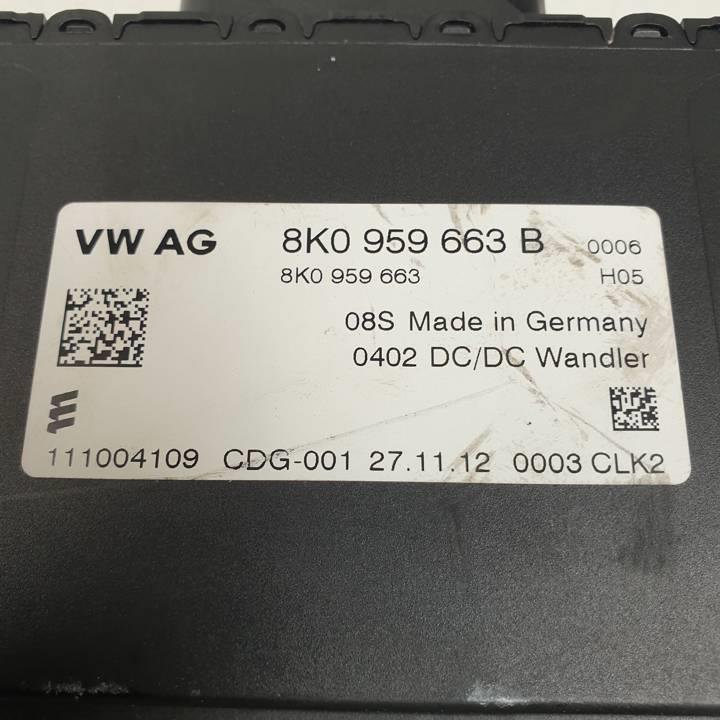 VW AG 8K0 959 663 B 0006
8K0 959 663 H05
08S Made in Germany
0402 DC/DC Wandler
111004109 CDG-001 27.11.12 0003 CLK2